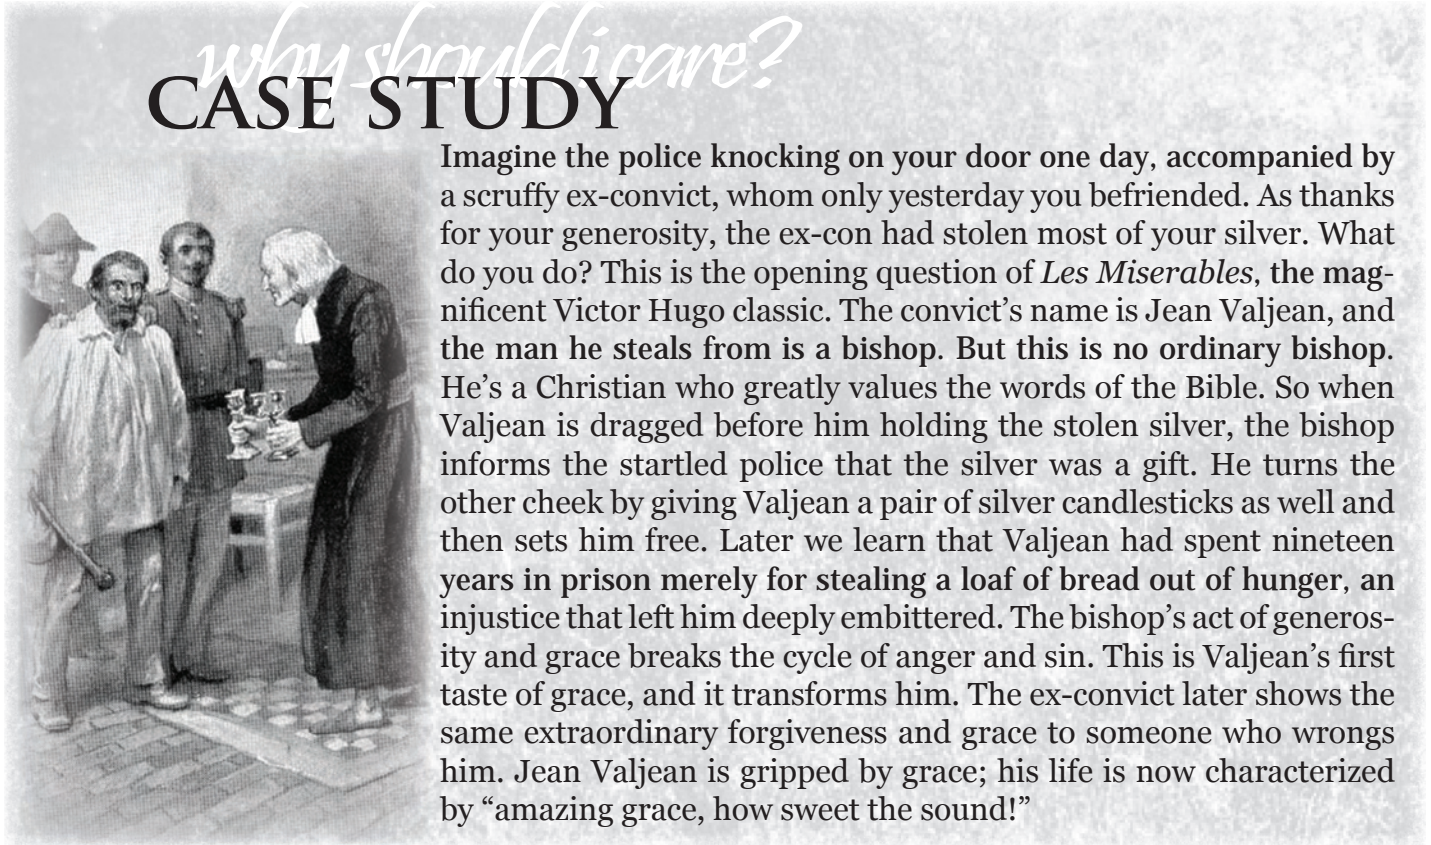 why should i care?
CASE STUDY
Imagine the police knocking on your door one day, accompanied by
a scruffy ex-convict, whom only yesterday you befriended. As thanks
for your generosity, the ex-con had stolen most of your silver. What
do you do? This is the opening question of Les Miserables, the mag-
nificent Victor Hugo classic. The convict’s name is Jean Valjean, and
the man he steals from is a bishop. But this is no ordinary bishop.
He’s a Christian who greatly values the words of the Bible. So when
Valjean is dragged before him holding the stolen silver, the bishop
informs the startled police that the silver was a gift. He turns the
other cheek by giving Valjean a pair of silver candlesticks as well and
then sets him free. Later we learn that Valjean had spent nineteen
years in prison merely for stealing a loaf of bread out of hunger, an
injustice that left him deeply embittered. The bishop’s act of generos-
ity and grace breaks the cycle of anger and sin. This is Valjean’s first
taste of grace, and it transforms him. The ex-convict later shows the
same extraordinary forgiveness and grace to someone who wrongs
him. Jean Valjean is gripped by grace; his life is now characterized
by “amazing grace, how sweet the sound!”